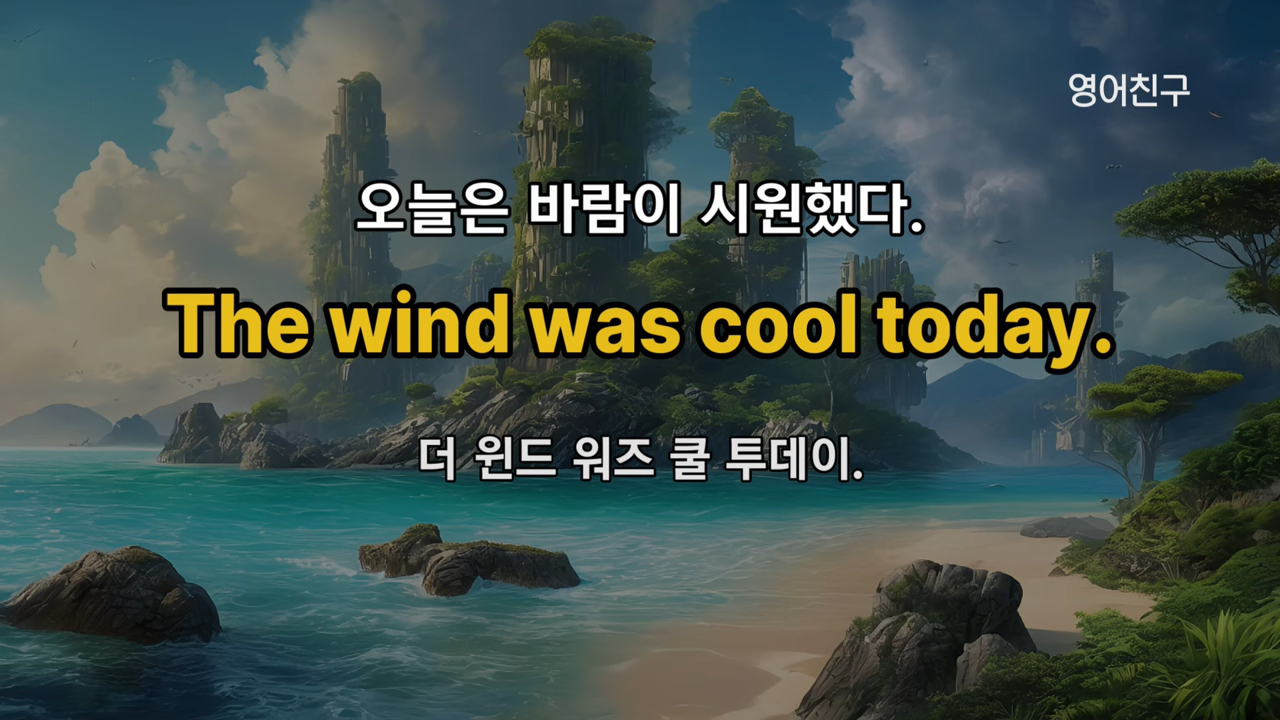 영어친구
오늘은 바람이 시원했다.
The wind was cool today.
더 윈드 워즈 쿨 투데이.